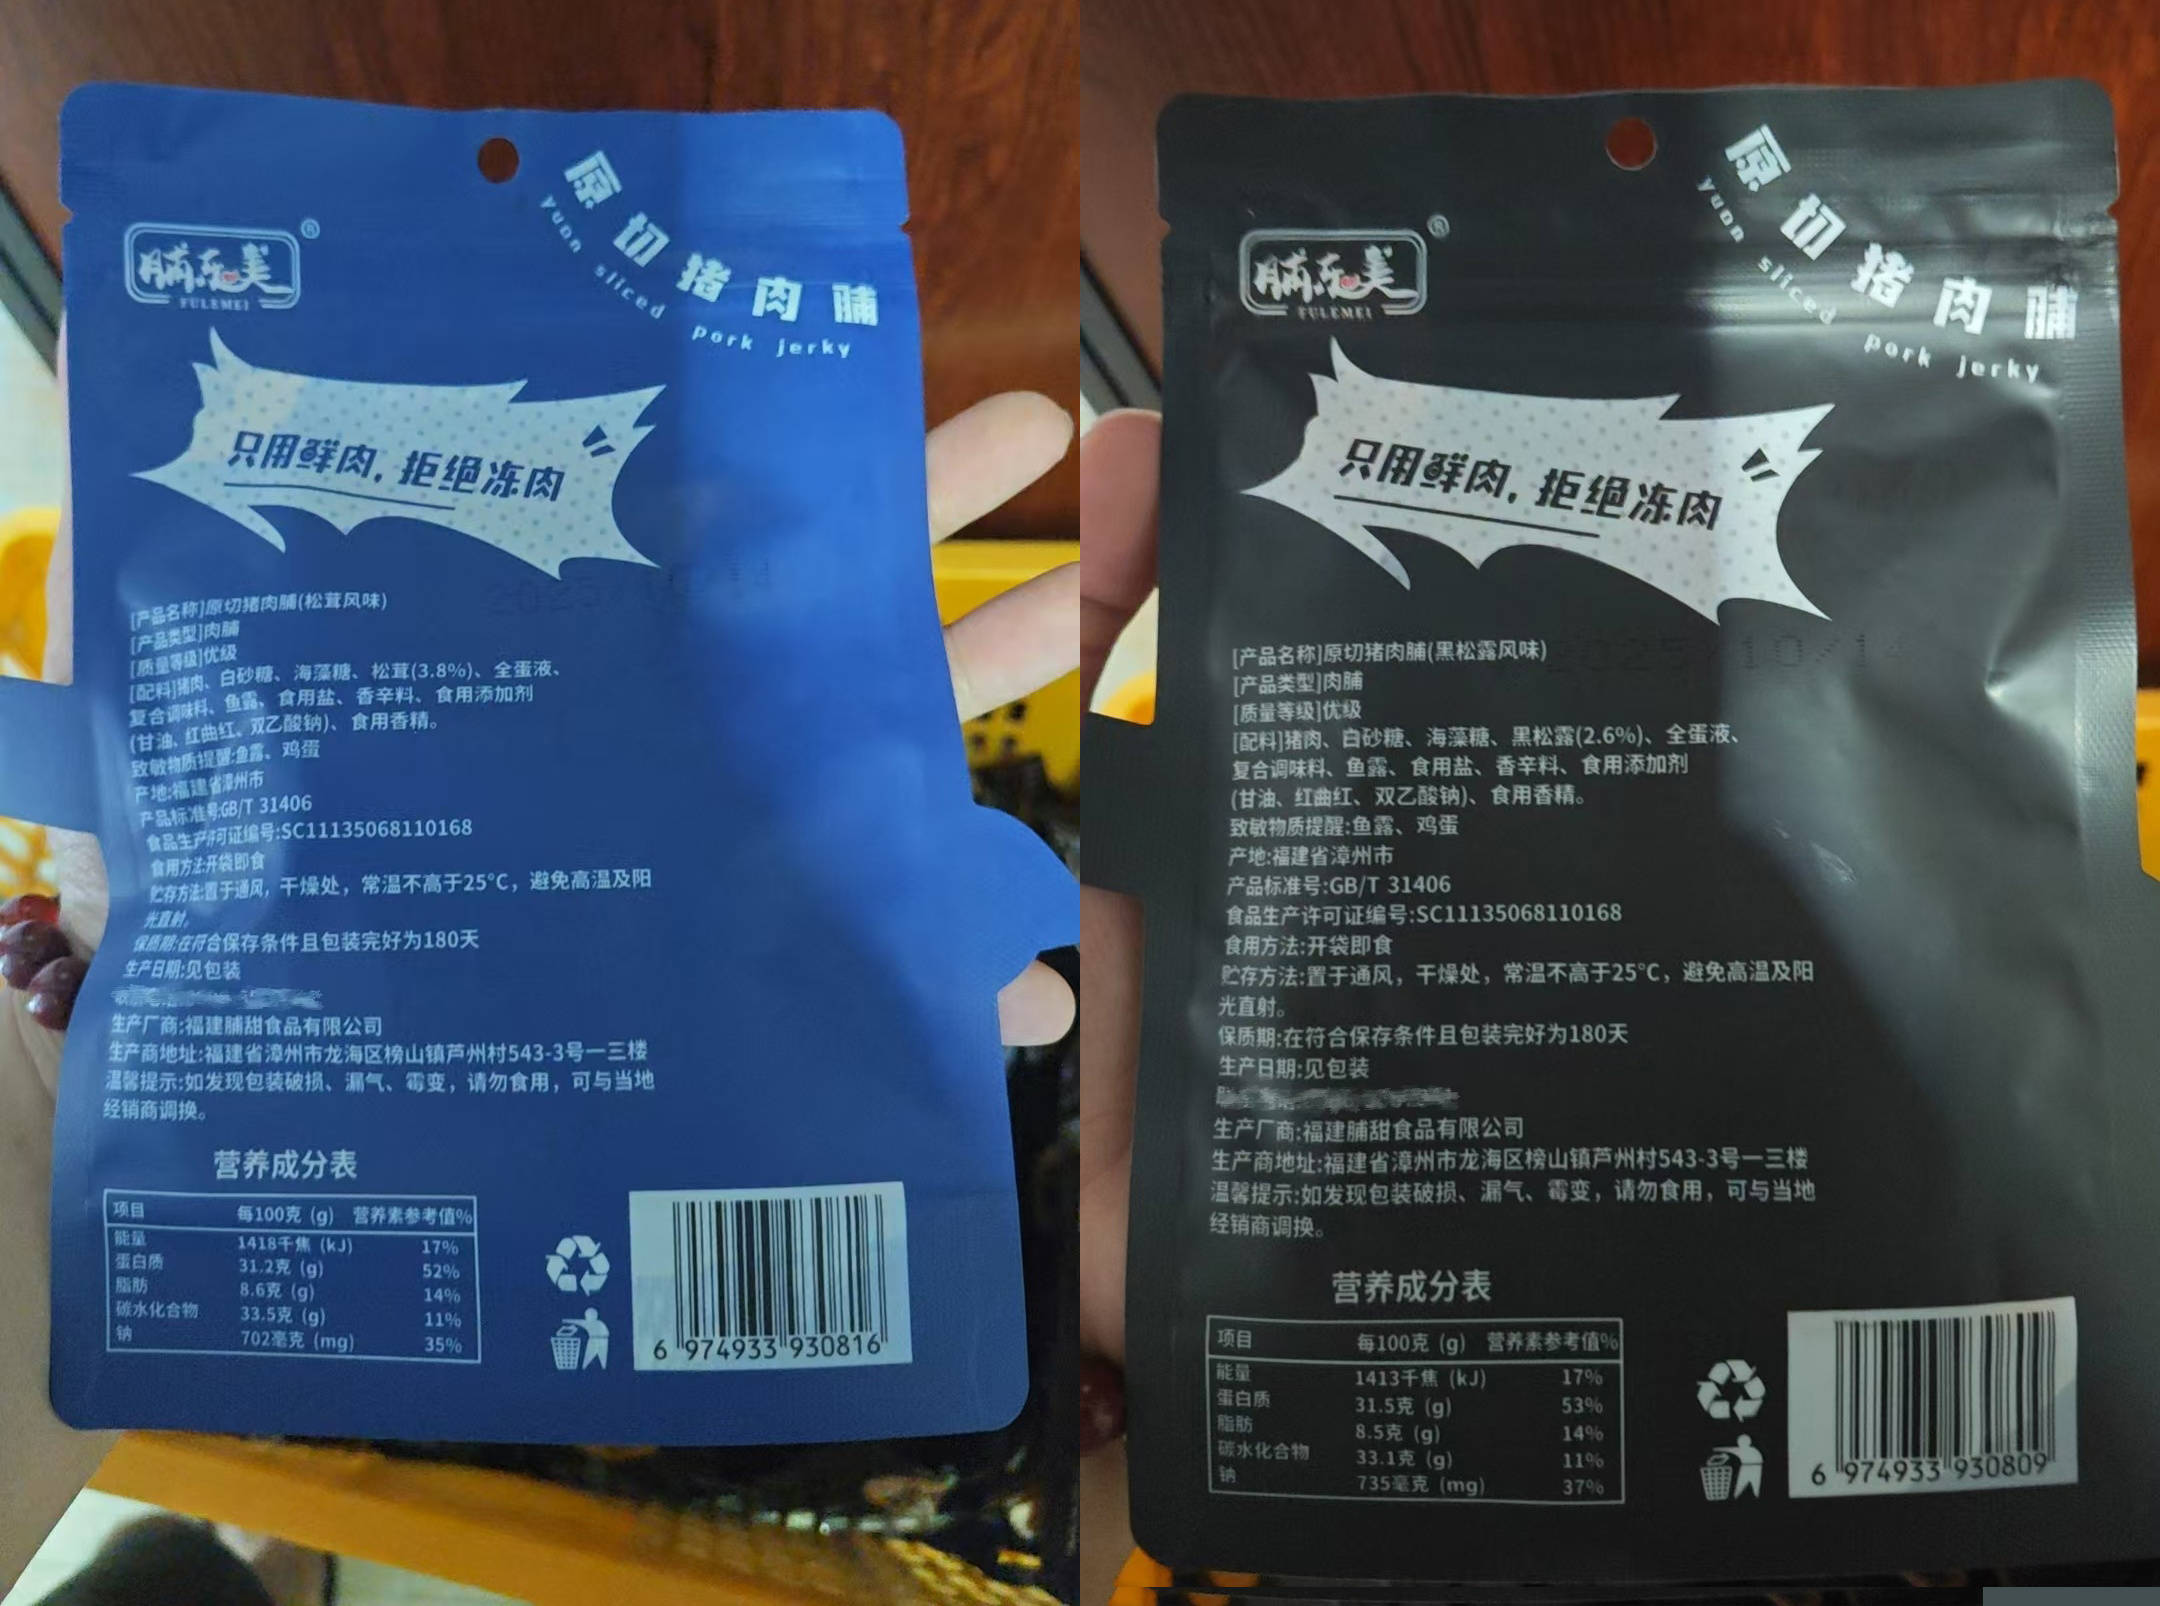 原切猪肉脯
yuan sliced pork jerky
脯乐美®
FULEMEI
只用鲜肉,拒绝冻肉
[产品名称]原切猪肉脯(松茸风味)
[产品类型]肉脯
[质量等级]优级
[配料]猪肉、白砂糖、海藻糖、松茸(3.8%)、全蛋液、
复合调味料、鱼露、食用盐、香辛料、食用添加剂
(甘油、红曲红、双乙酸钠)、食用香精。
致敏物质提醒:鱼露、鸡蛋
产地:福建省漳州市
产品标准号:GB/T 31406
食品生产许可证编号:SC11135068110168
食用方法:开袋即食
贮存方法:置于通风，干燥处，常温不高于25°C，避免高温及阳
光直射。
保质期:在符合保存条件且包装完好为180天
生产日期:见包装
生产厂商:福建脯甜食品有限公司
生产商地址:福建省漳州市龙海区榜山镇芦州村543-3号一三楼
温馨提示:如发现包装破损、漏气、霉变，请勿食用，可与当地
经销商调换。
营养成分表
项目 每100克 (g) 营养素参考值%
能量 1418千焦 (kJ) 17%
蛋白质 31.2克 (g) 52%
脂肪 8.6克 (g) 14%
碳水化合物 33.5克 (g) 11%
钠 702毫克 (mg) 35%
6 974933 930816
原切猪肉脯
yuan sliced pork jerky
脯乐美®
FULEMEI
只用鲜肉,拒绝冻肉
2025/10/14
[产品名称]原切猪肉脯(黑松露风味)
[产品类型]肉脯
[质量等级]优级
[配料]猪肉、白砂糖、海藻糖、黑松露(2.6%)、全蛋液、
复合调味料、鱼露、食用盐、香辛料、食用添加剂
(甘油、红曲红、双乙酸钠)、食用香精。
致敏物质提醒:鱼露、鸡蛋
产地:福建省漳州市
产品标准号:GB/T 31406
食品生产许可证编号:SC11135068110168
食用方法:开袋即食
贮存方法:置于通风，干燥处，常温不高于25°C，避免高温及阳
光直射。
保质期:在符合保存条件且包装完好为180天
生产日期:见包装
生产厂商:福建脯甜食品有限公司
生产商地址:福建省漳州市龙海区榜山镇芦州村543-3号一三楼
温馨提示:如发现包装破损、漏气、霉变，请勿食用，可与当地
经销商调换。
营养成分表
项目 每100克 (g) 营养素参考值%
能量 1413千焦 (kJ) 17%
蛋白质 31.5克 (g) 53%
脂肪 8.5克 (g) 14%
碳水化合物 33.1克 (g) 11%
钠 735毫克 (mg) 37%
6 974933 930809